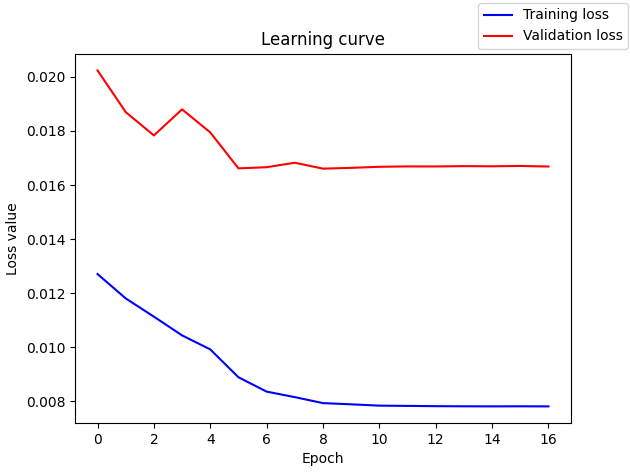 Training loss
Validation loss
Learning curve
0.020
0.018
0.016
0.014
0.012
0.010
0.008
Loss value
0 2 4 6 8 10 12 14 16
Epoch